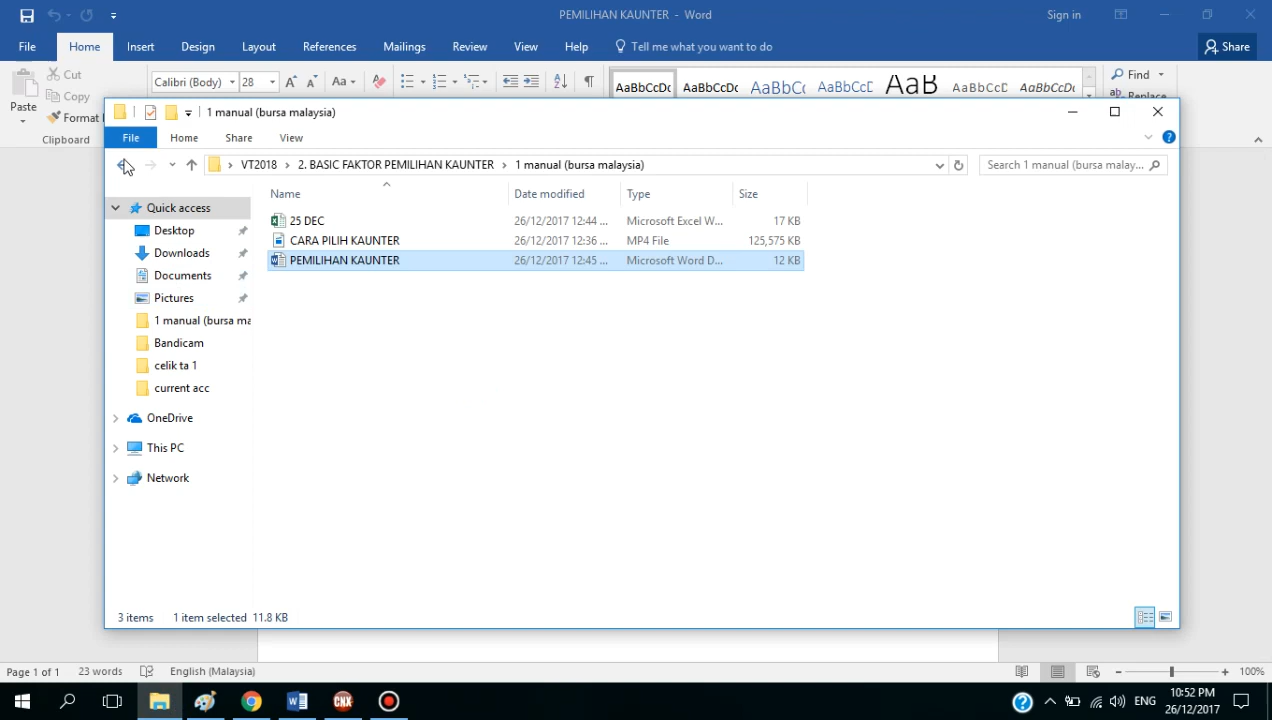 PEMILIHAN KAUNTER - Word
Sign in
File Home Insert Design Layout References Mailings Review View Help Tell me what you want to do Share
Cut
Copy
Format
Paste
Clipboard
Calibri (Body) 28
Aa
AaBbCcDc AaBbCcDc AaBbCc AaBbCcC AaB AaBbCcC AaBbCcDc
Find
Replace
1 manual (bursa malaysia)
File Home Share View
VT2018 > 2. BASIC FAKTOR PEMILIHAN KAUNTER > 1 manual (bursa malaysia)
Search 1 manual (bursa malay...
Name Date modified Type Size
25 DEC 26/12/2017 12:44 ... Microsoft Excel W... 17 KB
CARA PILIH KAUNTER 26/12/2017 12:36 ... MP4 File 125,575 KB
PEMILIHAN KAUNTER 26/12/2017 12:45 ... Microsoft Word D... 12 KB
Quick access
Desktop
Downloads
Documents
Pictures
1 manual (bursa ma
Bandicam
celik ta 1
current acc
OneDrive
This PC
Network
3 items 1 item selected 11.8 KB
Page 1 of 1 23 words English (Malaysia) 100%
CNX
ENG
10:52 PM
26/12/2017